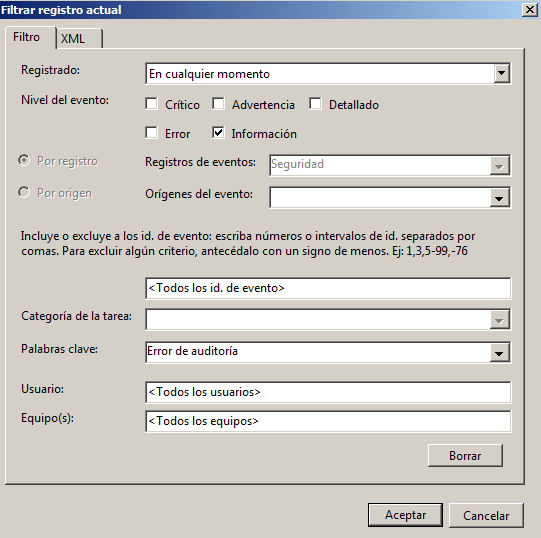 Filtrar registro actual
Filtro
XML
Registrado:
En cualquier momento
Nivel del evento:
Crítico
Advertencia
Detallado
Error
Información
Por registro
Registros de eventos:
Seguridad
Por origen
Orígenes del evento:
Incluye o excluye a los id. de evento: escriba números o intervalos de id. separados por
comas. Para excluir algún criterio, antecédalo con un signo de menos. Ej: 1,3,5-99,-76
<Todos los id. de evento>
Categoría de la tarea:
Palabras clave:
Error de auditoría
Usuario:
<Todos los usuarios>
Equipo(s):
<Todos los equipos>
Borrar
Aceptar
Cancelar